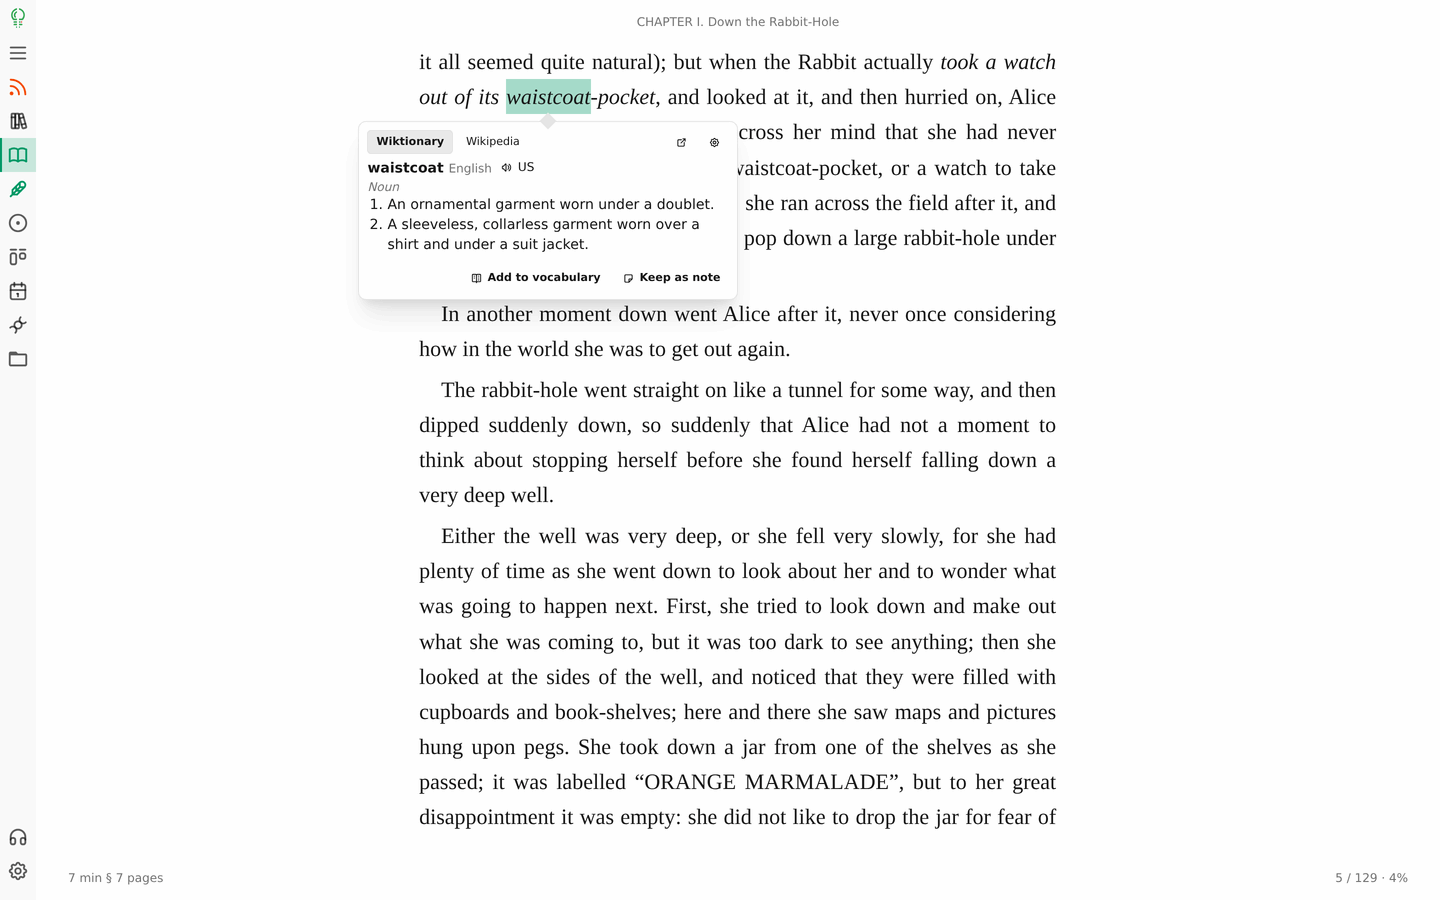 CHAPTER I. Down the Rabbit-Hole
it all seemed quite natural); but when the Rabbit actually took a watch
out of its waistcoat-pocket, and looked at it, and then hurried on, Alice
cross her mind that she had never
waistcoat-pocket, or a watch to take
she ran across the field after it, and
pop down a large rabbit-hole under
Wiktionary Wikipedia
waistcoat English US
Noun
1. An ornamental garment worn under a doublet.
2. A sleeveless, collarless garment worn over a
shirt and under a suit jacket.
Add to vocabulary Keep as note
In another moment down went Alice after it, never once considering
how in the world she was to get out again.
The rabbit-hole went straight on like a tunnel for some way, and then
dipped suddenly down, so suddenly that Alice had not a moment to
think about stopping herself before she found herself falling down a
very deep well.
Either the well was very deep, or she fell very slowly, for she had
plenty of time as she went down to look about her and to wonder what
was going to happen next. First, she tried to look down and make out
what she was coming to, but it was too dark to see anything; then she
looked at the sides of the well, and noticed that they were filled with
cupboards and book-shelves; here and there she saw maps and pictures
hung upon pegs. She took down a jar from one of the shelves as she
passed; it was labelled “ORANGE MARMALADE”, but to her great
disappointment it was empty: she did not like to drop the jar for fear of
7 min § 7 pages
5 / 129 · 4%